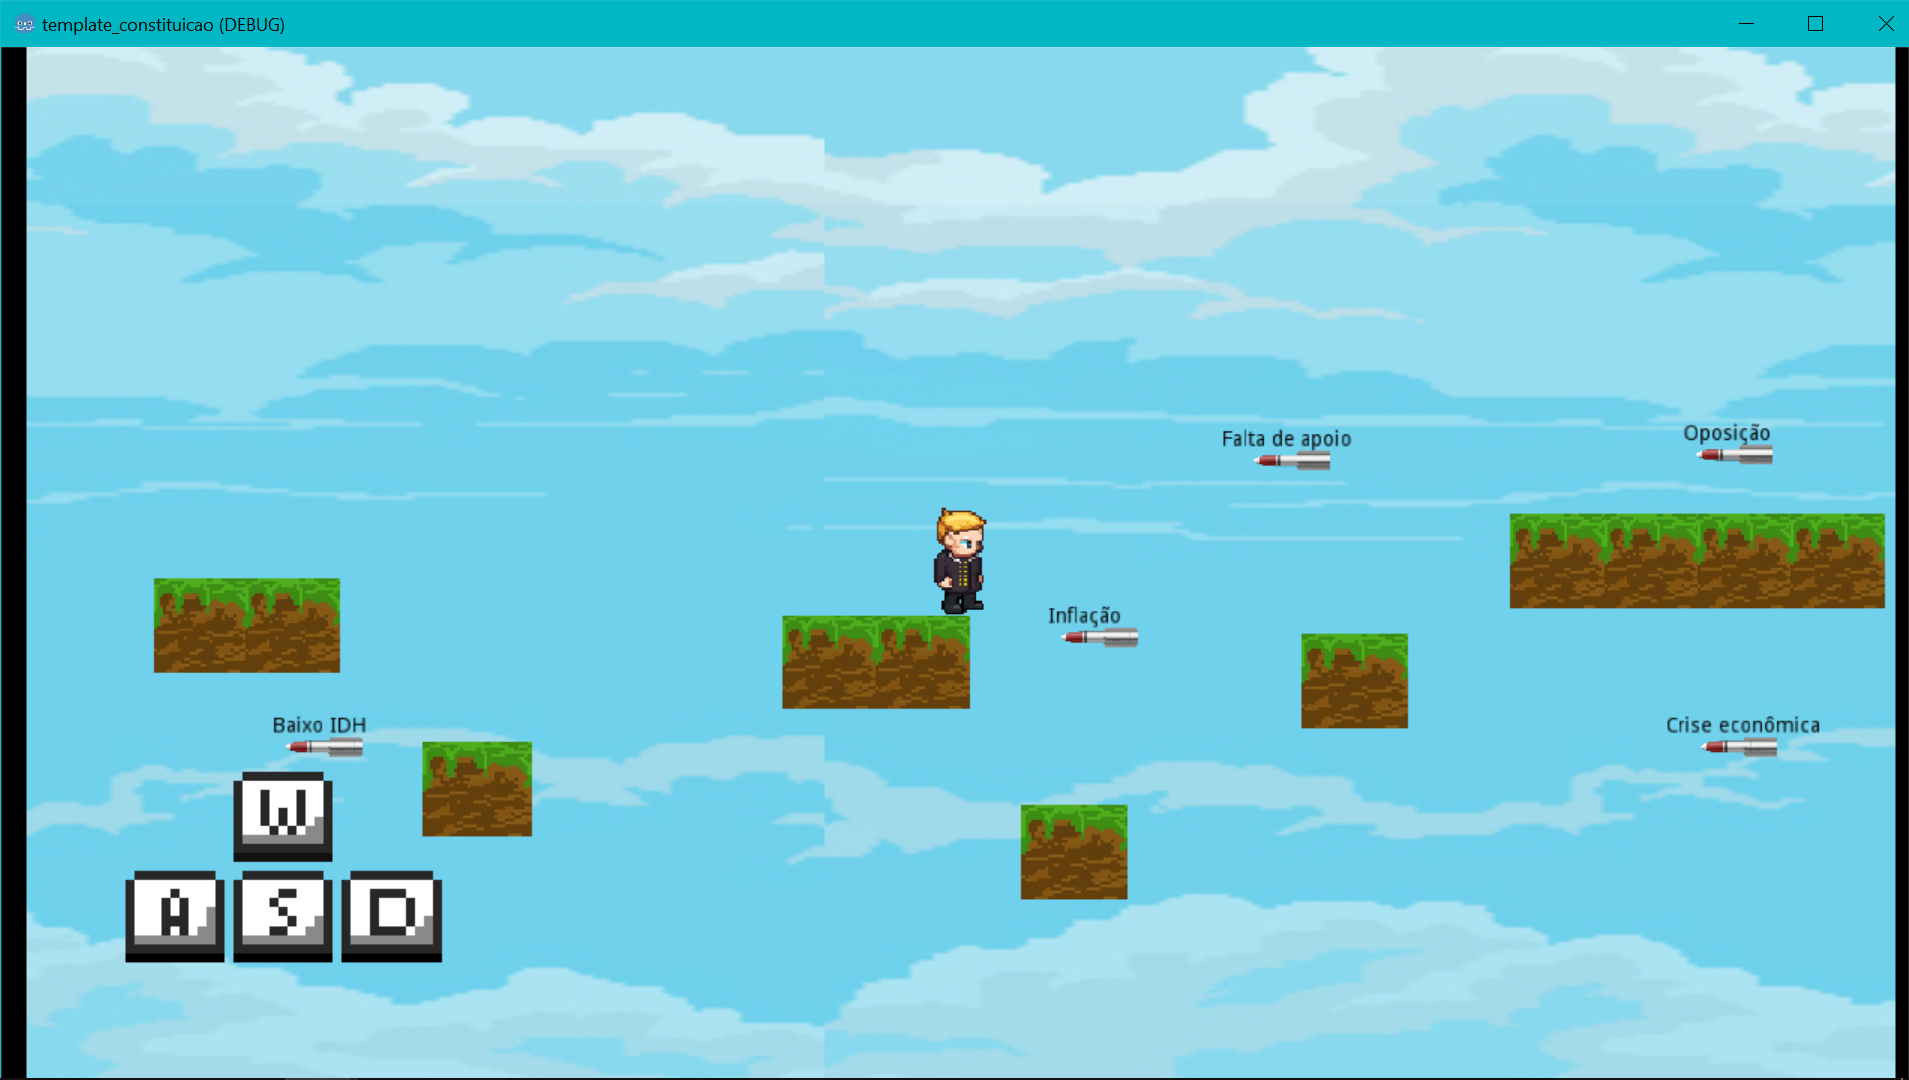 template_constituicao (DEBUG)
Falta de apoio
Oposição
Inflação
Baixo IDH
Crise econômica
W
A S D